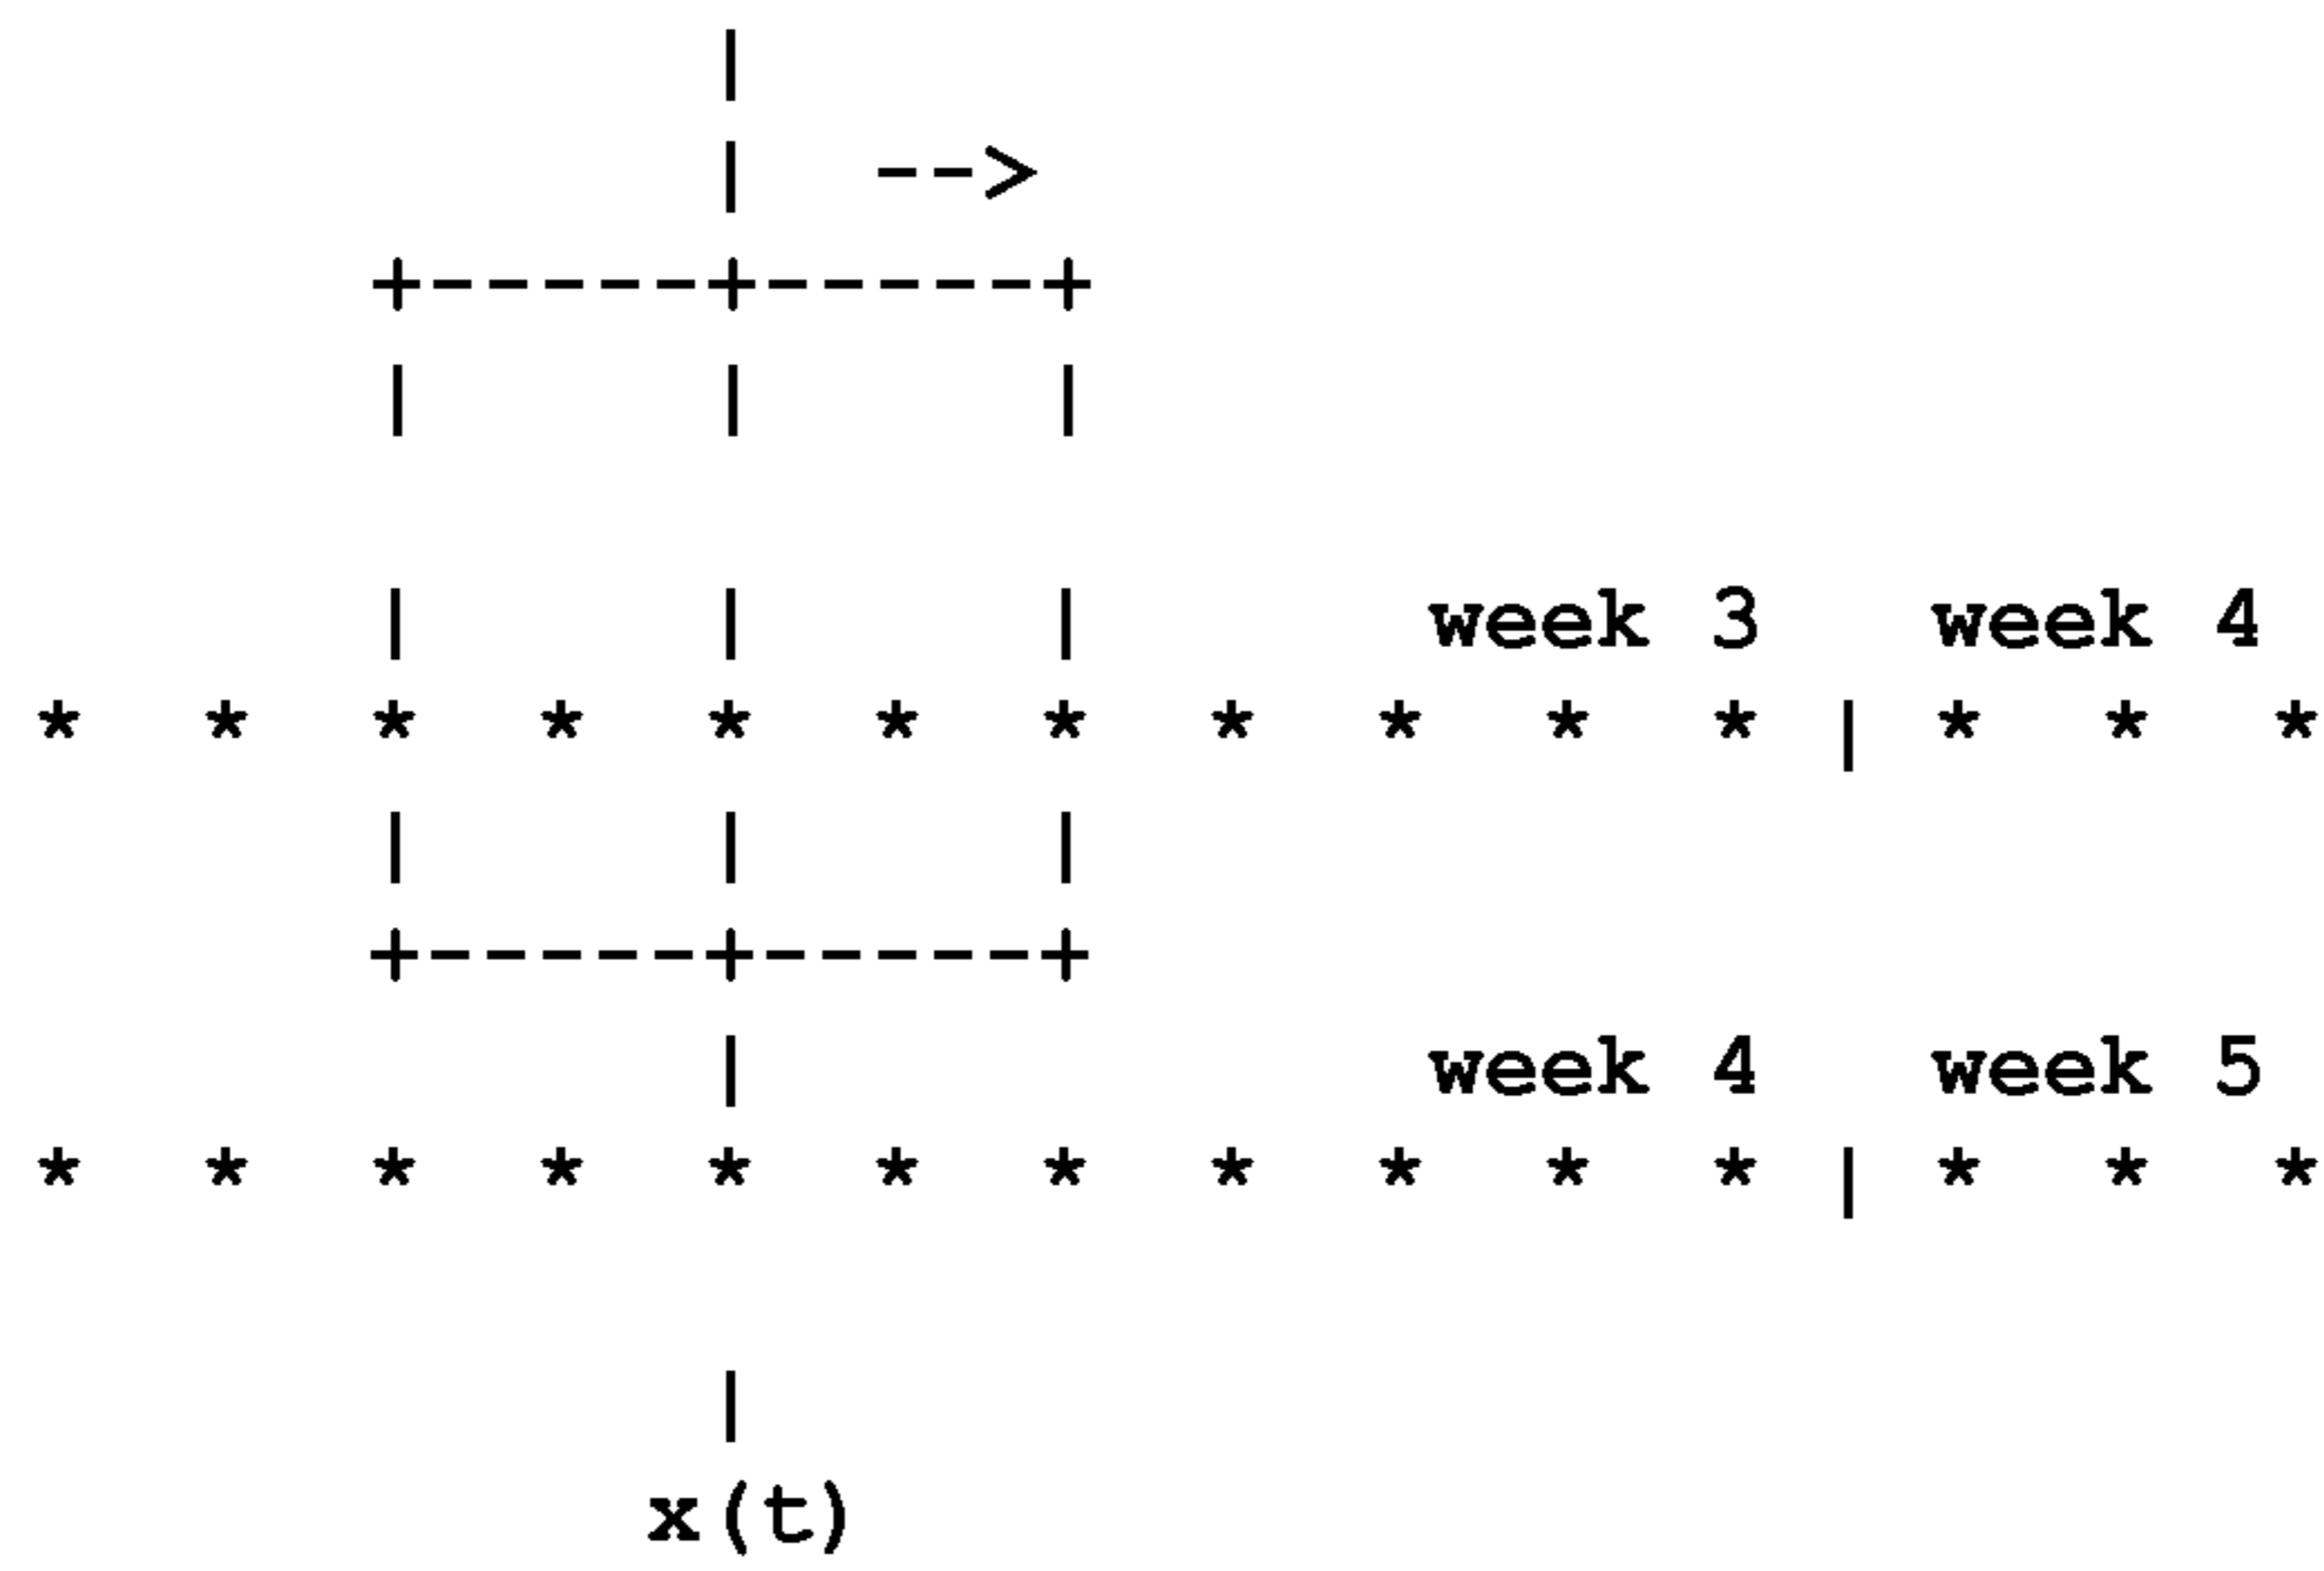 |
| -->
+-----+-----+
| | |
| | | week 3 week 4
* * * * * * * * * * * | * * *
| | |
+-----+-----+
| week 4 week 5
* * * * * * * * * * * | * * *
|
x(t)